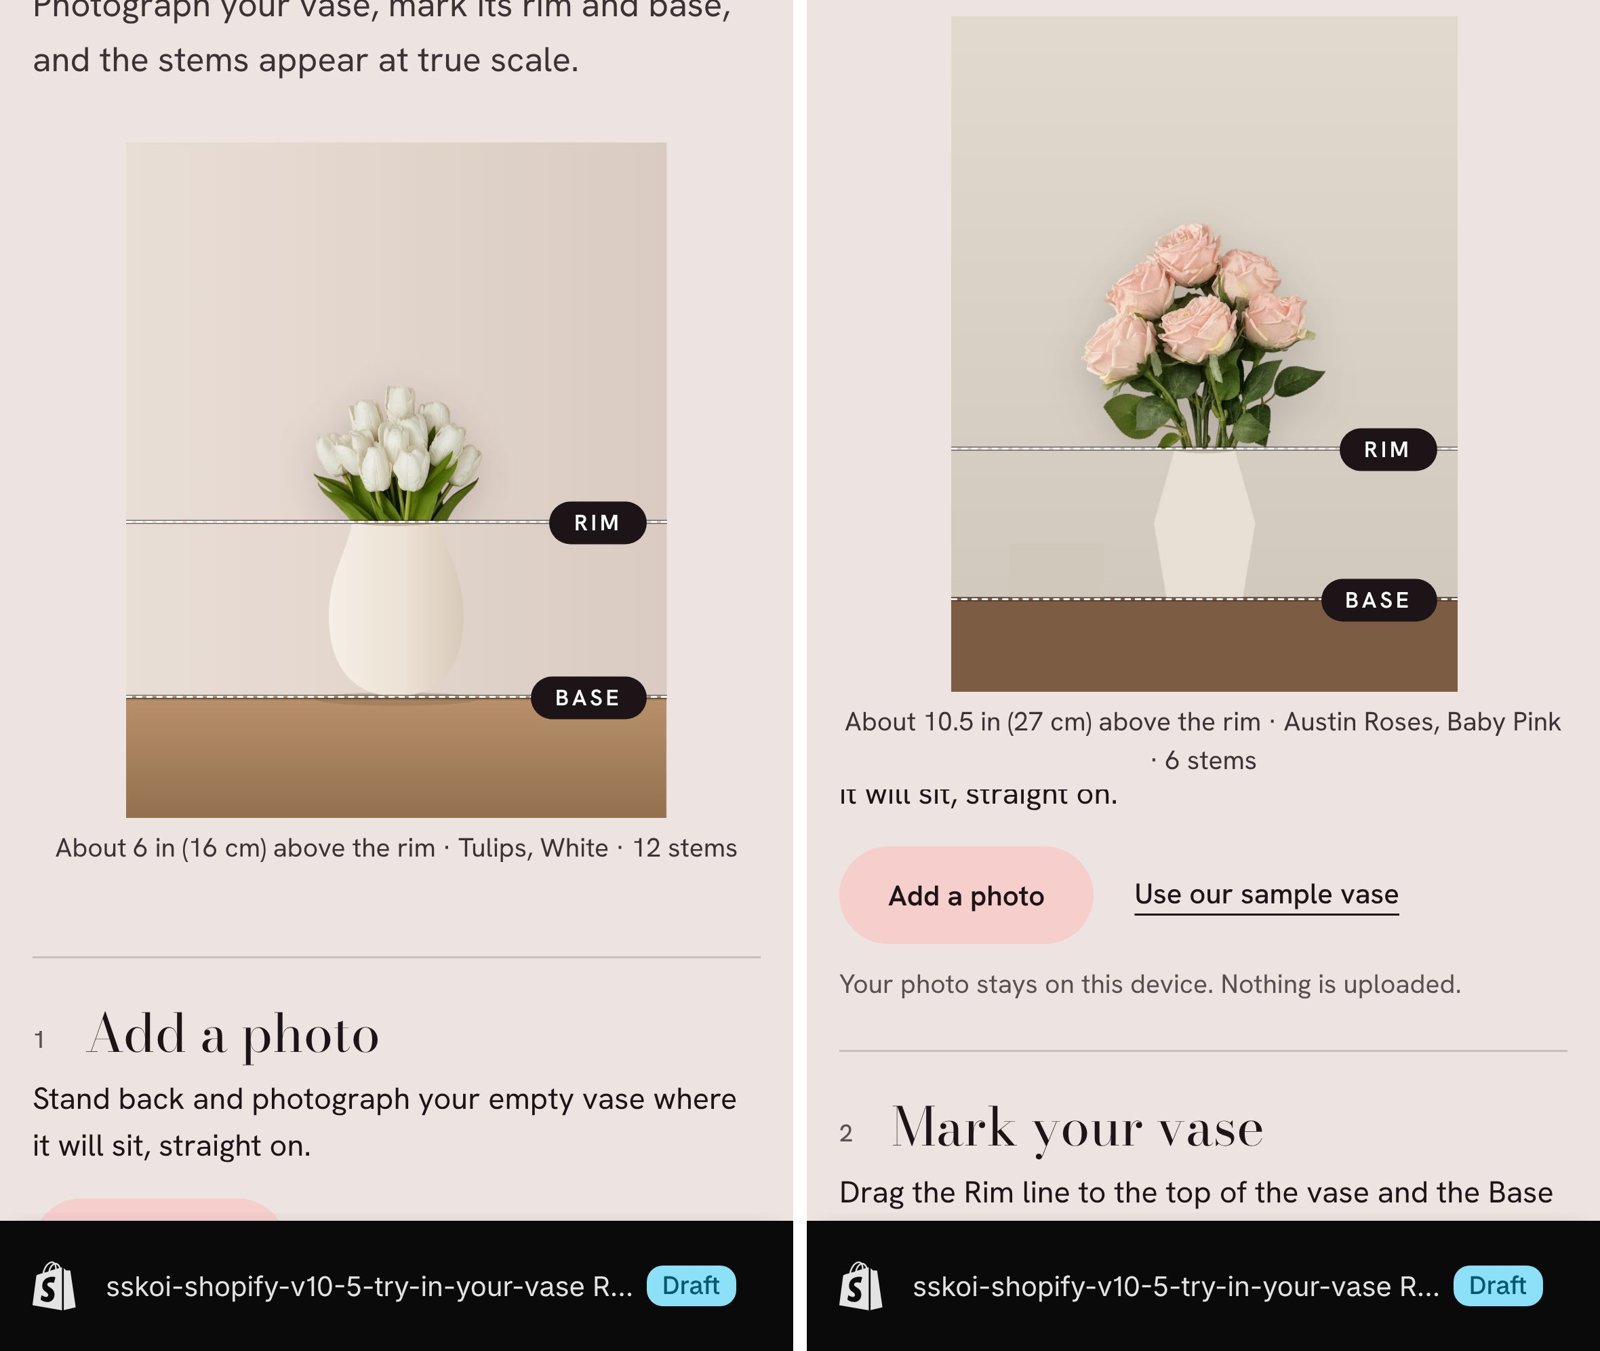 Photograph your vase, mark its rim and base,
and the stems appear at true scale.
RIM
BASE
About 6 in (16 cm) above the rim · Tulips, White · 12 stems
1 Add a photo
Stand back and photograph your empty vase where
it will sit, straight on.
sskoi-shopify-v10-5-try-in-your-vase R... Draft
RIM
BASE
About 10.5 in (27 cm) above the rim · Austin Roses, Baby Pink
· 6 stems
it will sit, straight on.
Add a photo Use our sample vase
Your photo stays on this device. Nothing is uploaded.
2 Mark your vase
Drag the Rim line to the top of the vase and the Base
sskoi-shopify-v10-5-try-in-your-vase R... Draft